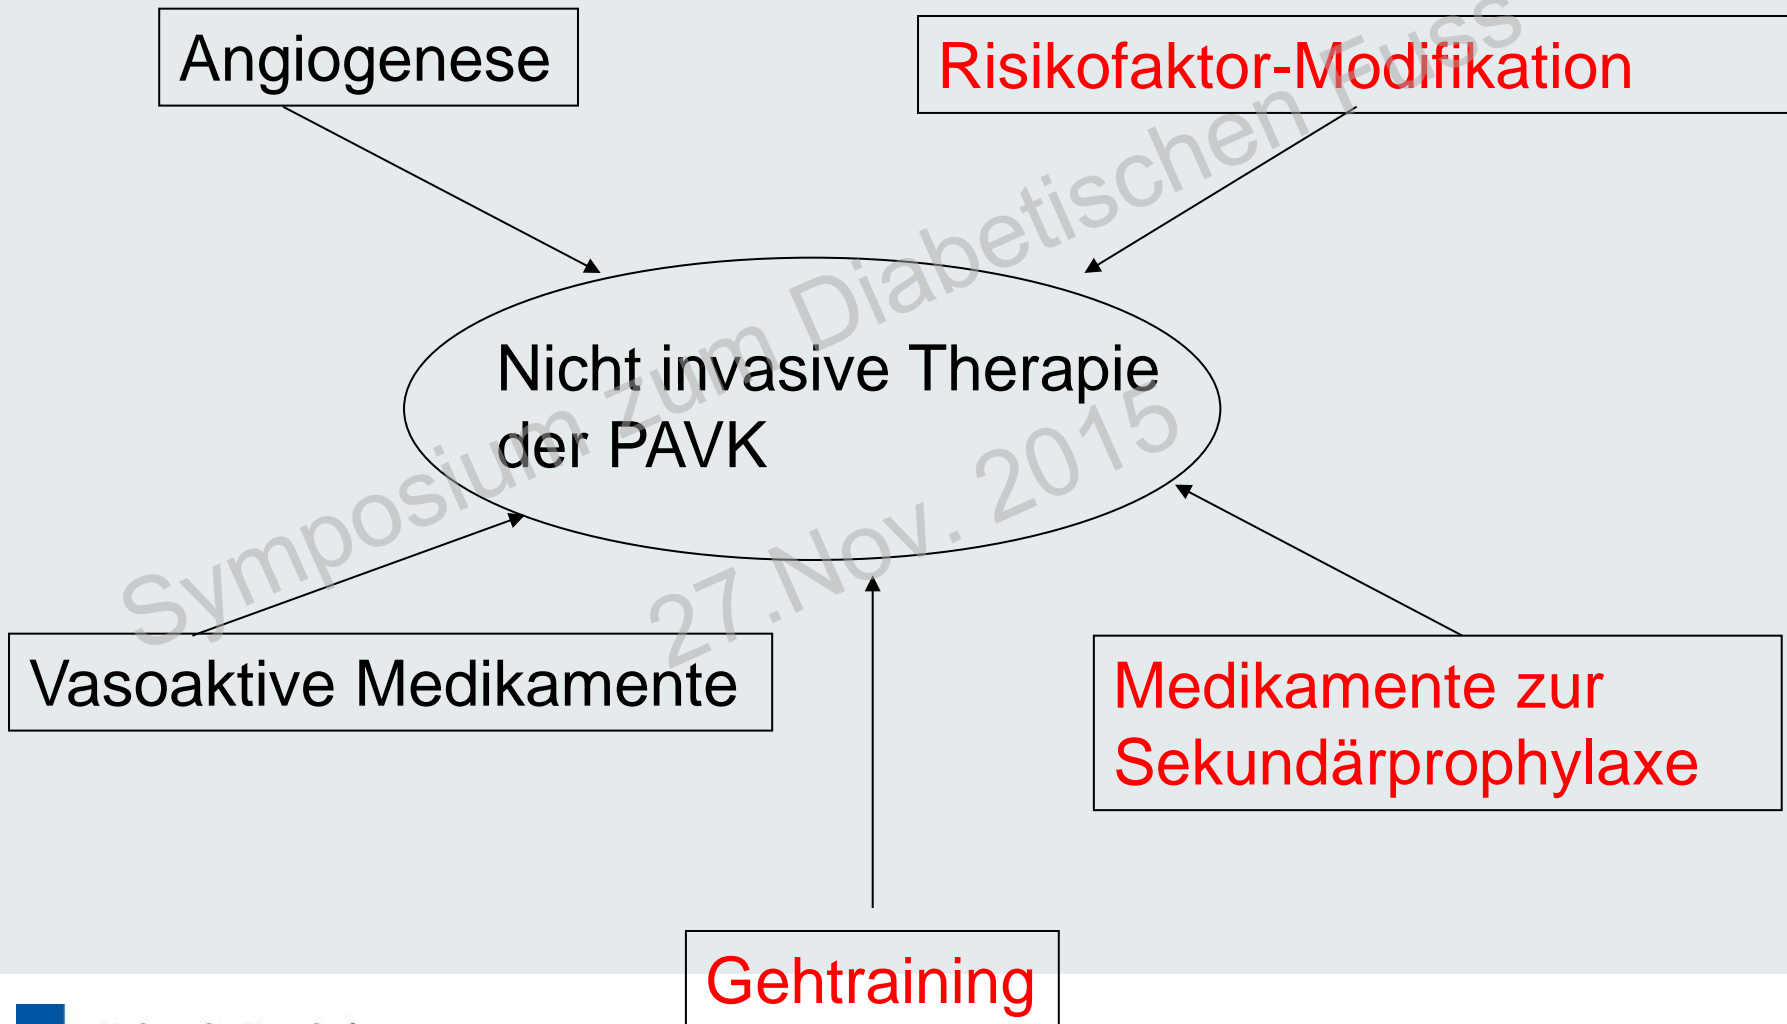 Angiogenese
Risikofaktor-Modifikation
Nicht invasive Therapie
der PAVK
Vasoaktive Medikamente
Medikamente zur
Sekundärprophylaxe
Gehtraining
Symposium zum Diabetischen Fuss
27.Nov. 2015